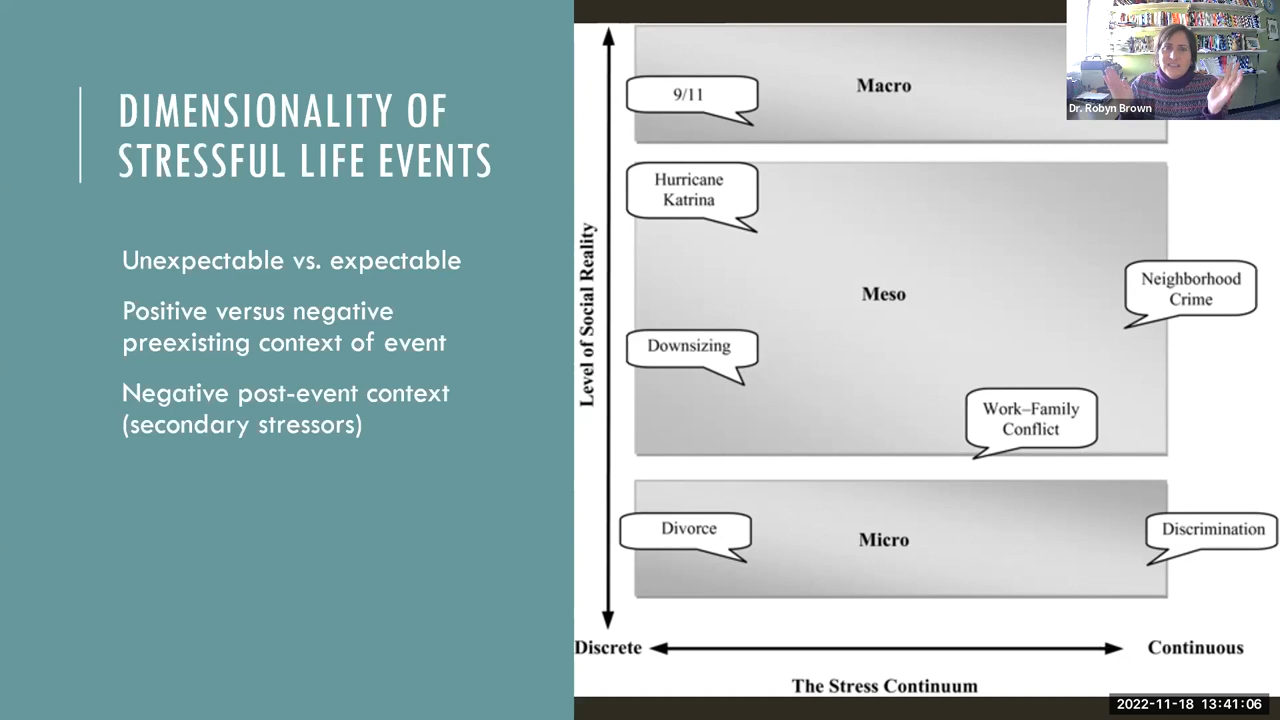 DIMENSIONALITY OF
STRESSFUL LIFE EVENTS
Unexpectable vs. expectable
Positive versus negative
preexisting context of event
Negative post-event context
(secondary stressors)
Level of Social Reality
Macro
9/11
Hurricane
Katrina
Meso
Neighborhood
Crime
Downsizing
Work–Family
Conflict
Divorce
Micro
Discrimination
Discrete
Continuous
The Stress Continuum
Dr. Robyn Brown
2022-11-18 13:41:06